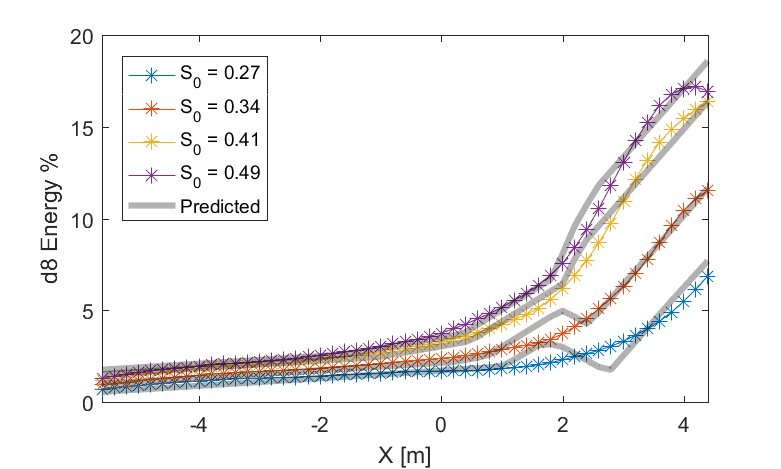 20
15
10
5
0
d8 Energy %
S0 = 0.27
S0 = 0.34
S0 = 0.41
S0 = 0.49
Predicted
-4 -2 0 2 4
X [m]